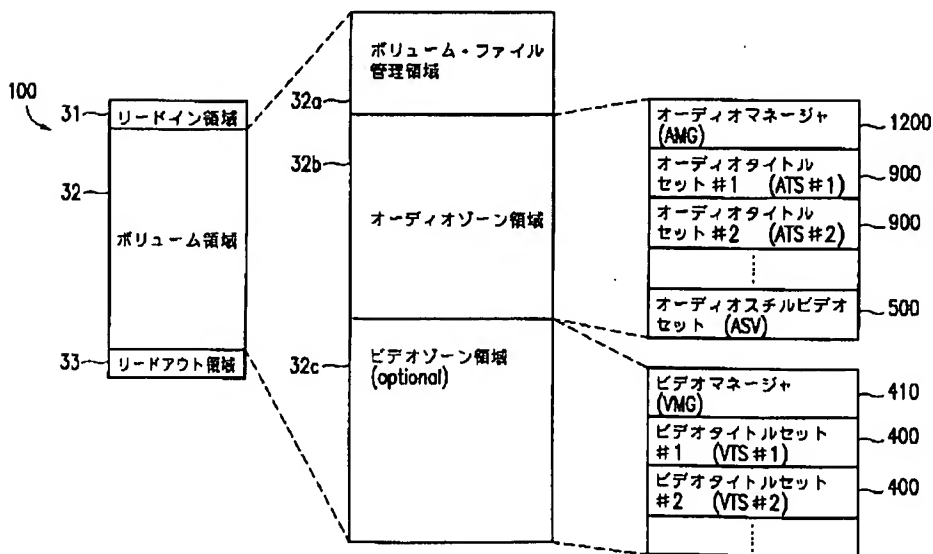 100
31
リードイン領域
32
ボリューム領域
33
リードアウト領域
ボリューム・ファイル
管理領域
32a
32b
オーディオゾーン領域
32c
ビデオゾーン領域
(optional)
オーディオマネージャ
(AMG)
1200
オーディオタイトル
セット#1 (ATS#1)
900
オーディオタイトル
セット#2 (ATS#2)
900
オーディオスチルビデオ
セット (ASV)
500
ビデオマネージャ
(VMG)
410
ビデオタイトルセット
#1 (VTS#1)
400
ビデオタイトルセット
#2 (VTS#2)
400